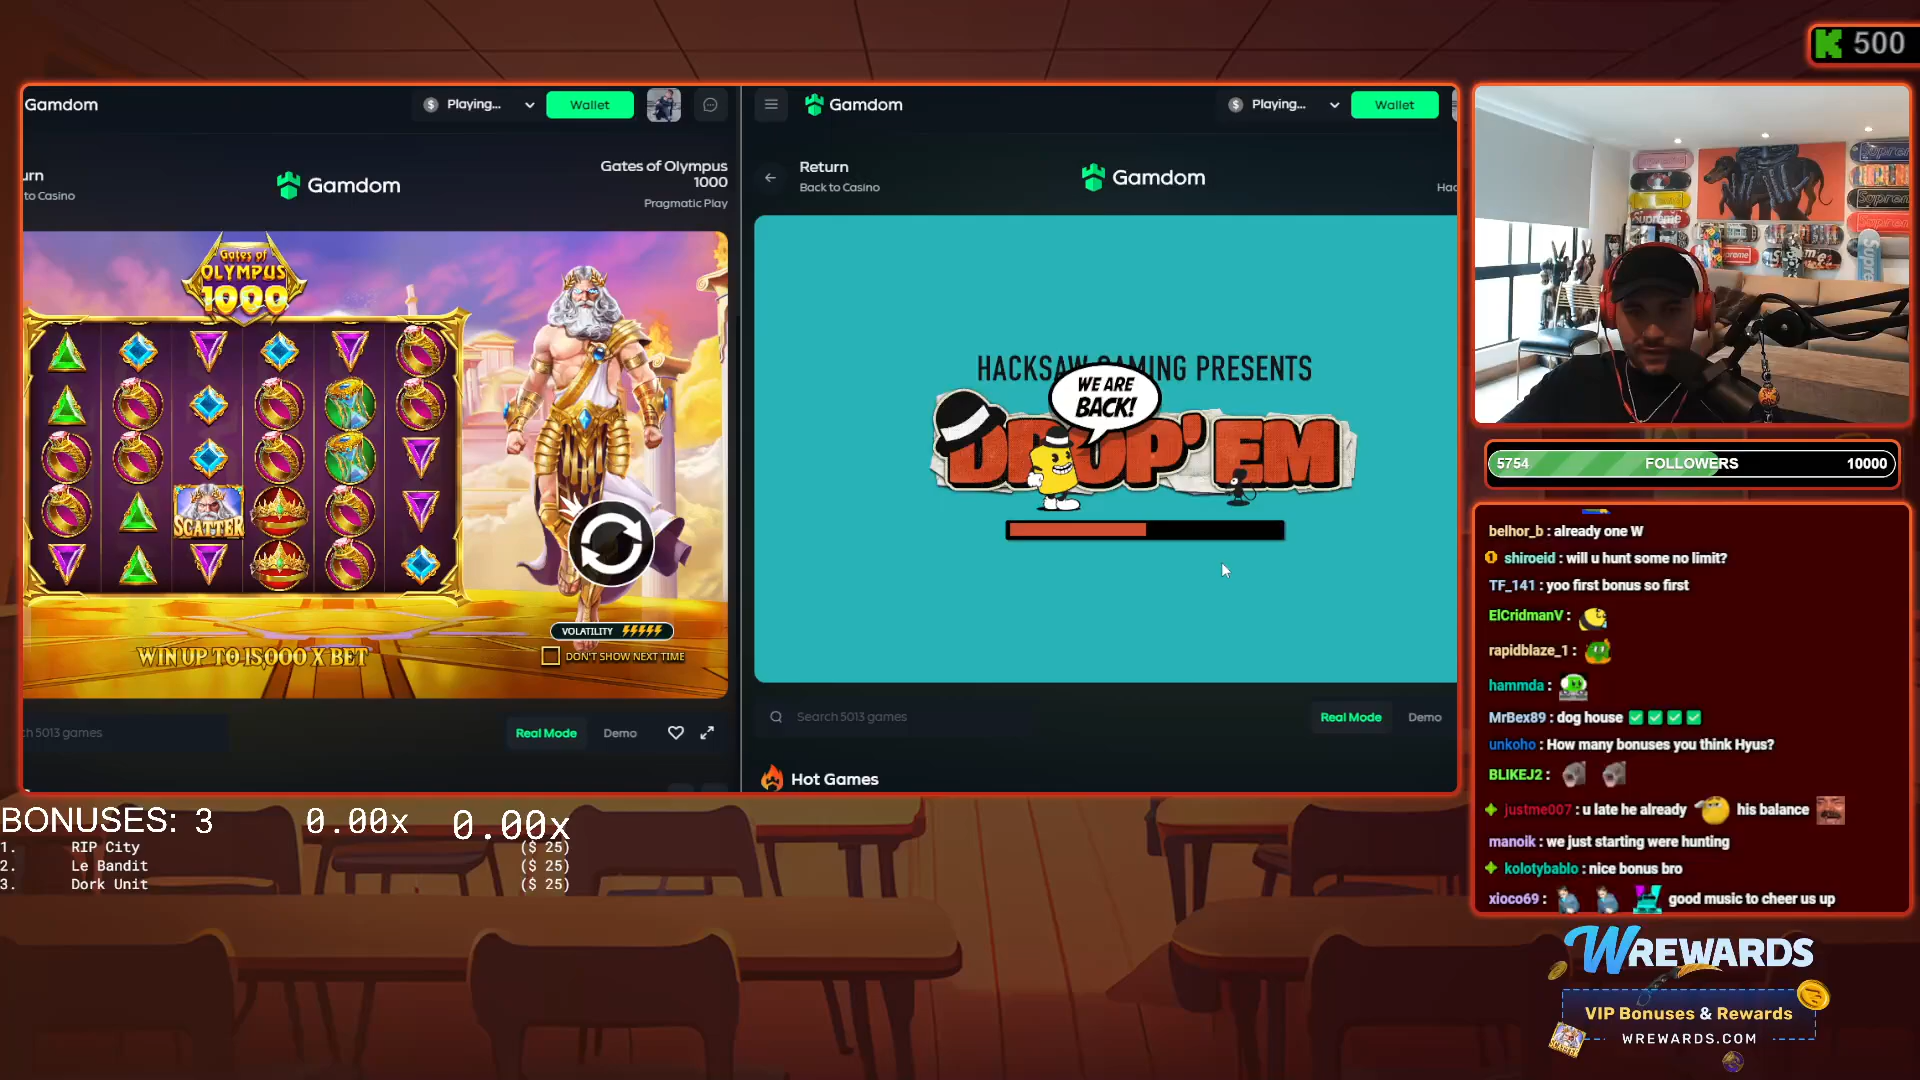 500
Gamdom
Playing...
Wallet
Gamdom
Playing...
Wallet
urn
to Casino
Gamdom
Gates of Olympus
1000
Pragmatic Play
Return
Back to Casino
Gamdom
Hac
Gates of
OLYMPUS
1000
SCATTER
VOLATILITY
WIN UP TO 15,000 X BET
DON'T SHOW NEXT TIME
HACKSAW GAMING PRESENTS
WE ARE
BACK!
DROP'EM
ch 5013 games
Real Mode
Demo
Search 5013 games
Real Mode
Demo
Hot Games
Supreme
5754
FOLLOWERS
10000
belhor_b : already one W
shiroeid : will u hunt some no limit?
TF_141 : yoo first bonus so first
ElCridmanV :
rapidblaze_1 :
hammda :
MrBex89 : dog house ✅ ✅ ✅ ✅
unkoho : How many bonuses you think Hyus?
BLIKEJ2 :
justme007 : u late he already his balance
manoik : we just starting were hunting
kolotybablo : nice bonus bro
xioco69 : good music to cheer us up
BONUSES: 3
0.00x
0.00x
1. RIP City ($ 25)
2. Le Bandit ($ 25)
3. Dork Unit ($ 25)
WREWARDS
VIP Bonuses & Rewards
WREWARDS.COM
SCATTER